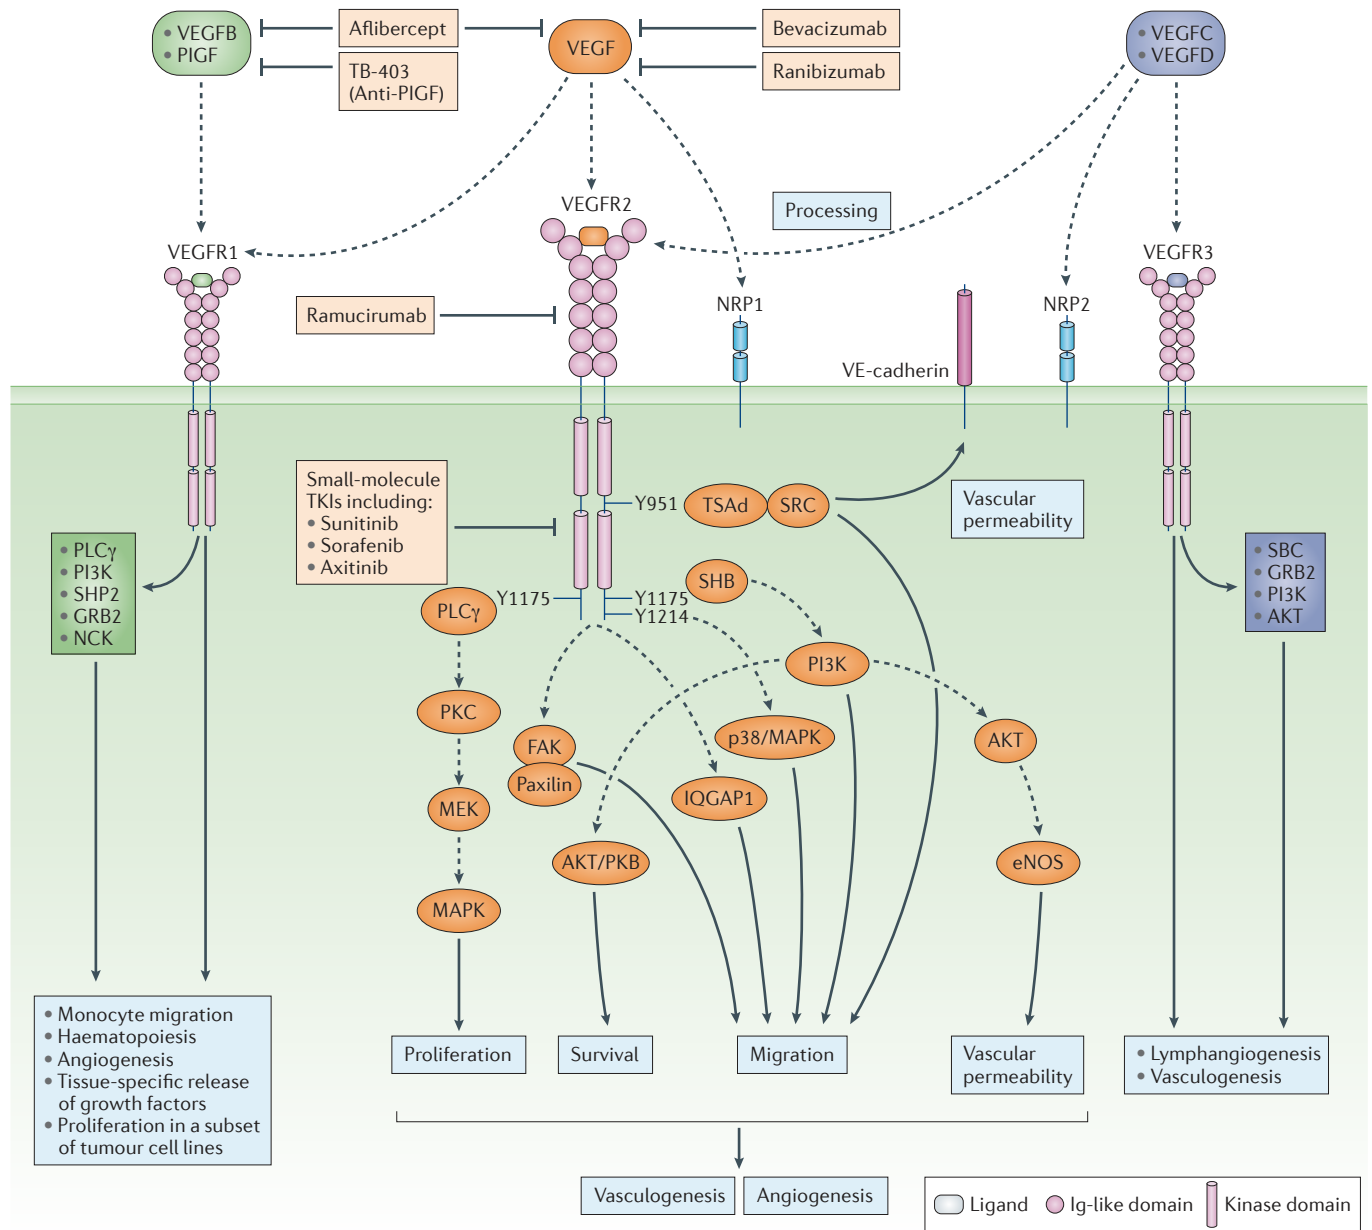 • VEGFB
• PlGF
Aflibercept
TB-403
(Anti-PlGF)
VEGF
Bevacizumab
Ranibizumab
• VEGFC
• VEGFD
Processing
VEGFR1
VEGFR2
VEGFR3
NRP1
NRP2
Ramucirumab
VE-cadherin
Small-molecule
TKIs including:
• Sunitinib
• Sorafenib
• Axitinib
Y951
TSAd
SRC
Vascular
permeability
• PLCγ
• PI3K
• SHP2
• GRB2
• NCK
PLCγ
Y1175
Y1175
Y1214
SHB
• SBC
• GRB2
• PI3K
• AKT
PI3K
PKC
FAK
Paxilin
p38/MAPK
AKT
MEK
IQGAP1
AKT/PKB
eNOS
MAPK
• Monocyte migration
• Haematopoiesis
• Angiogenesis
• Tissue-specific release
of growth factors
• Proliferation in a subset
of tumour cell lines
Proliferation
Survival
Migration
Vascular
permeability
• Lymphangiogenesis
• Vasculogenesis
Vasculogenesis
Angiogenesis
Ligand
Ig-like domain
Kinase domain